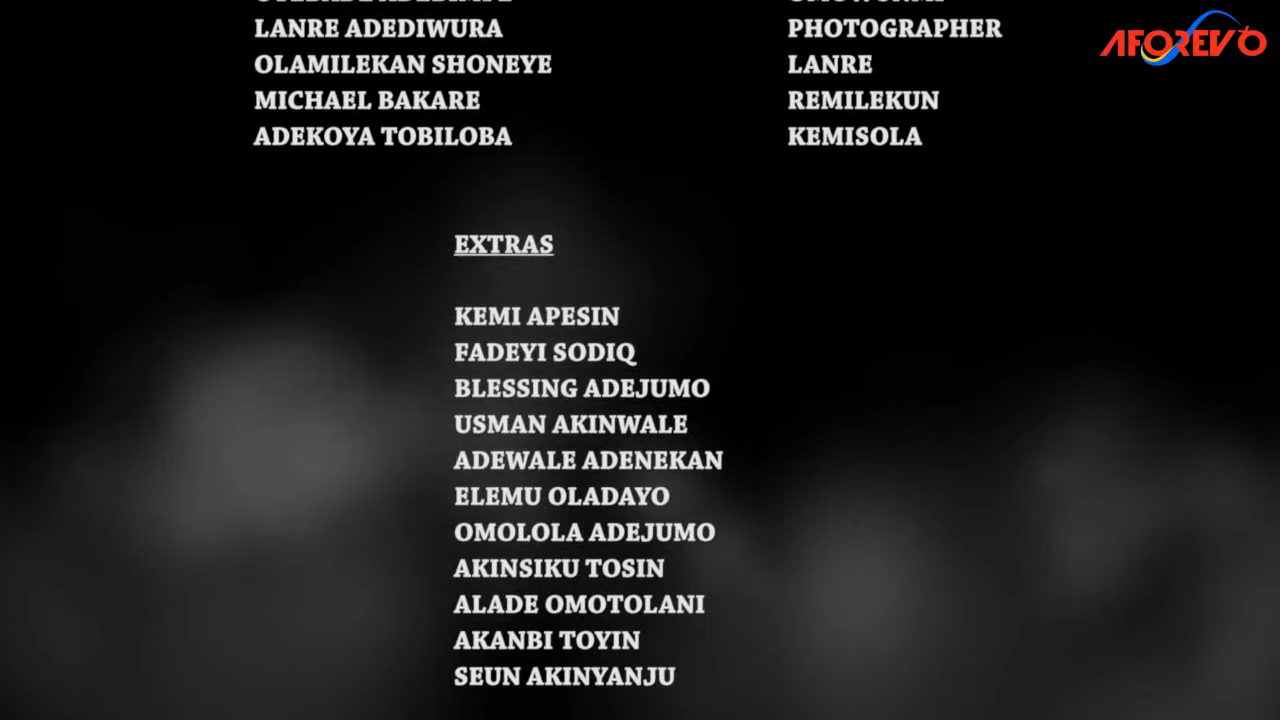 LANRE ADEDIWURA PHOTOGRAPHER
OLAMILEKAN SHONEYE LANRE
MICHAEL BAKARE REMILEKUN
ADEKOYA TOBILOBA KEMISOLA
AFOREVO
EXTRAS
KEMI APESIN
FADEYI SODIQ
BLESSING ADEJUMO
USMAN AKINWALE
ADEWALE ADENEKAN
ELEMU OLADAYO
OMOLOLA ADEJUMO
AKINSIKU TOSIN
ALADE OMOTOLANI
AKANBI TOYIN
SEUN AKINYANJU